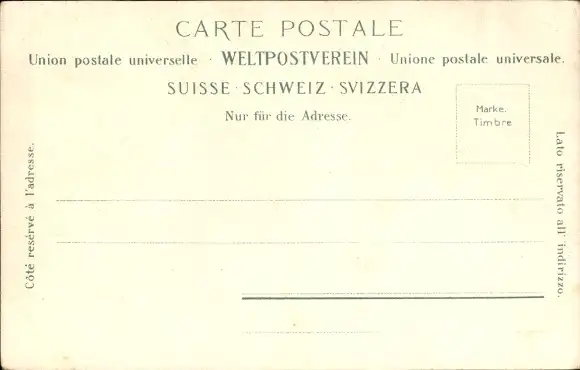 CARTE POSTALE
Union postale universelle · WELTPOSTVEREIN · Unione postale universale.
SUISSE · SCHWEIZ · SVIZZERA
Nur für die Adresse.
Marke.
Timbre
Côté reservé à l'adresse.
Lato riservato all' indirizzo.